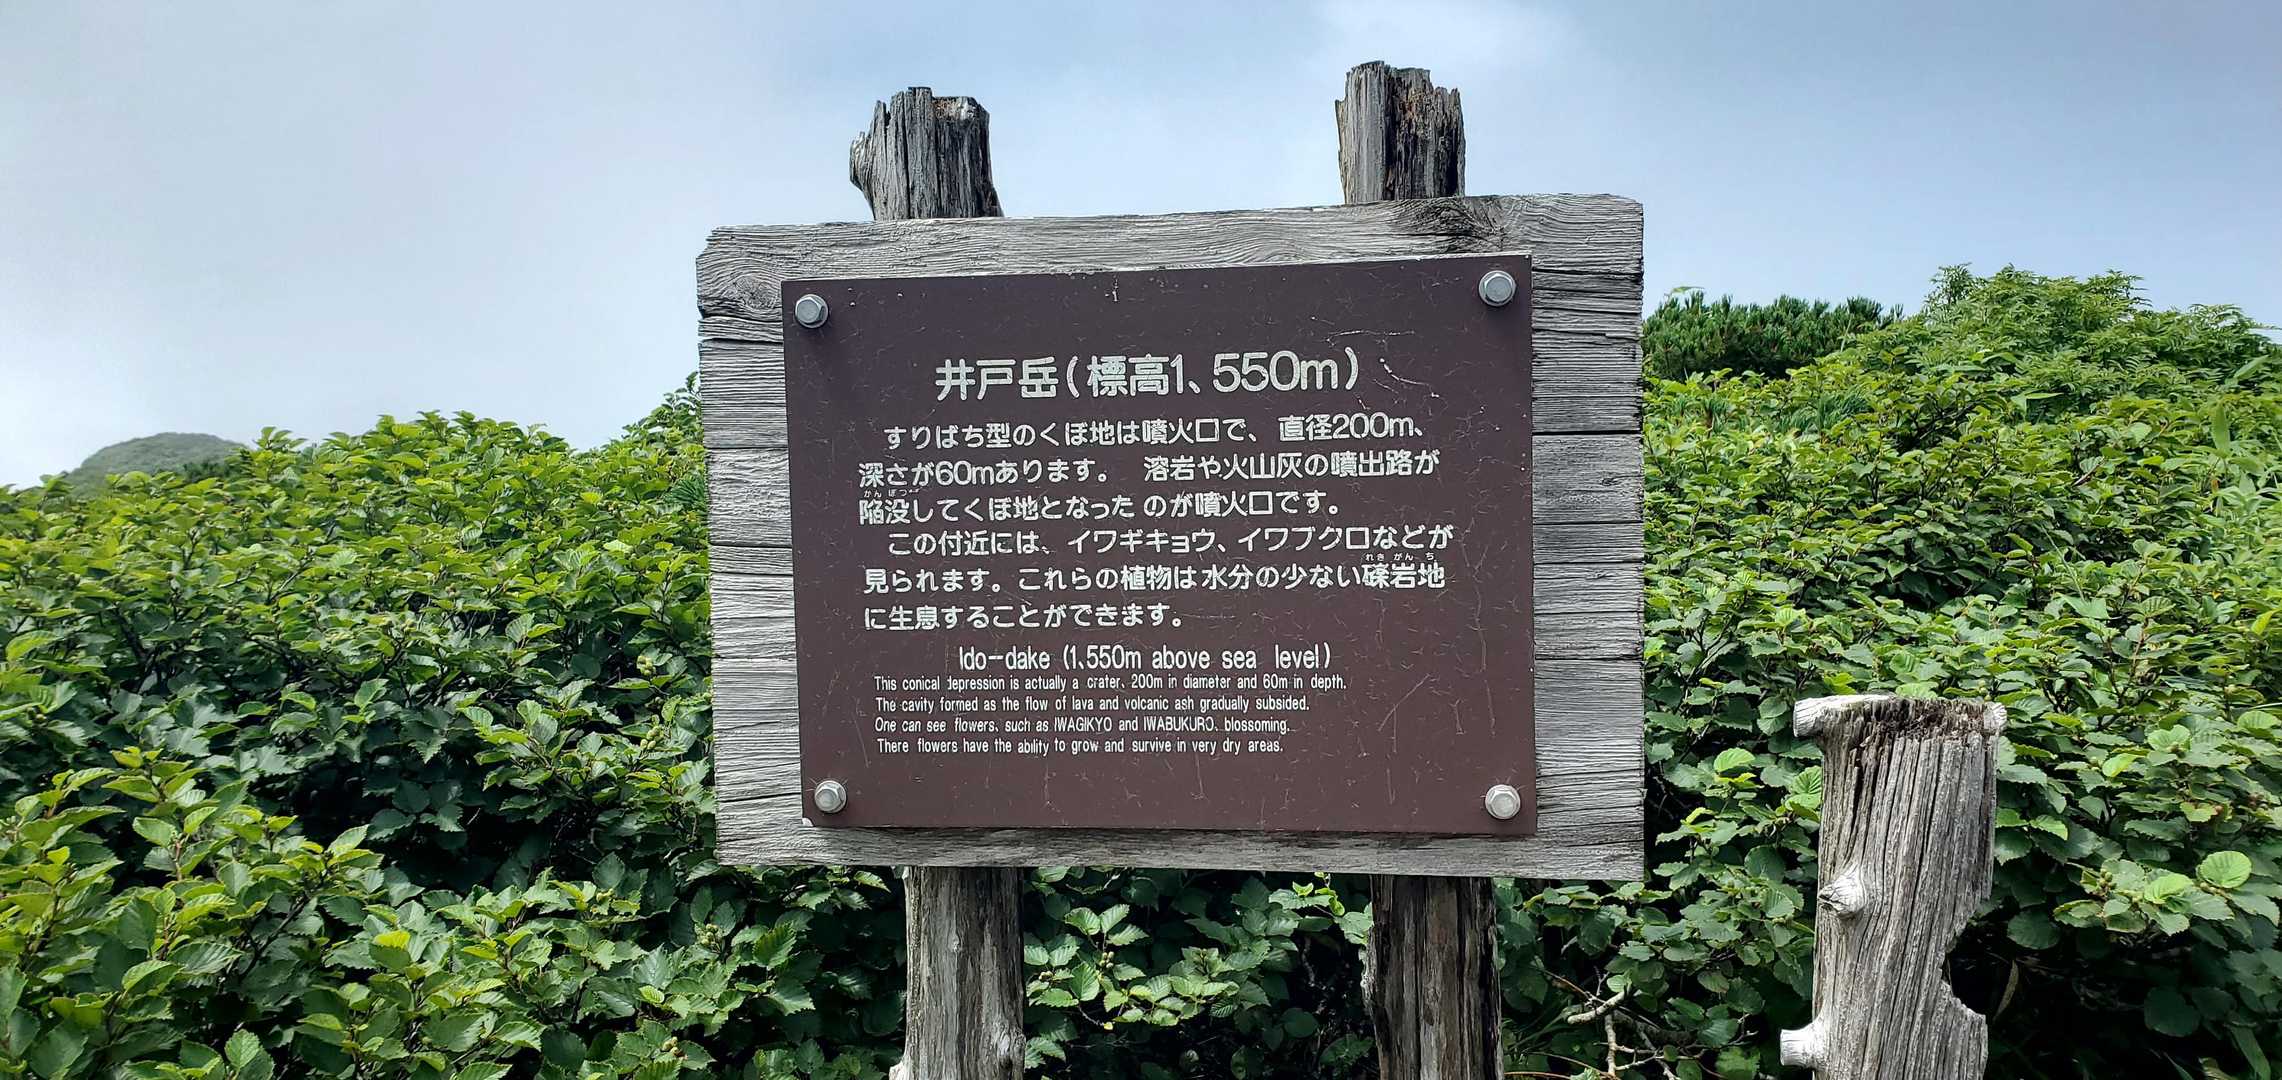 井戸岳(標高1、550m)
すりばち型のくぼ地は噴火口で、直径200m、
深さが60mあります。 溶岩や火山灰の噴出路が
かんぼつ
陥没してくぼ地となったのが噴火口です。
この付近には、イワギキョウ、イワブクロなどが
れきがんち
見られます。これらの植物は水分の少ない礫岩地
に生息することができます。
Ido-dake (1,550m above sea level)
This conical depression is actually a crater, 200m in diameter and 60m in depth.
The cavity formed as the flow of lava and volcanic ash gradually subsided.
One can see flowers, such as IWAGIKYO and IWABUKURO, blossoming.
There flowers have the ability to grow and survive in very dry areas.